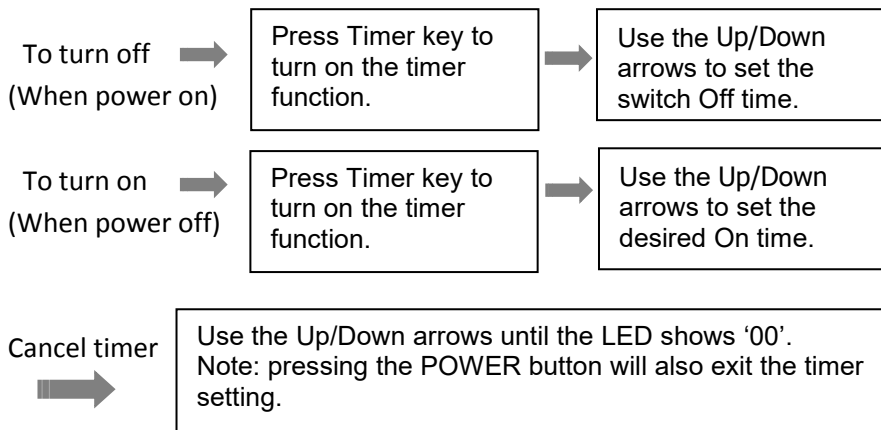 To turn off
(When power on)
Press Timer key to
turn on the timer
function.
Use the Up/Down
arrows to set the
switch Off time.
To turn on
(When power off)
Press Timer key to
turn on the timer
function.
Use the Up/Down
arrows to set the
desired On time.
Cancel timer
Use the Up/Down arrows until the LED shows ‘00’.
Note: pressing the POWER button will also exit the timer
setting.